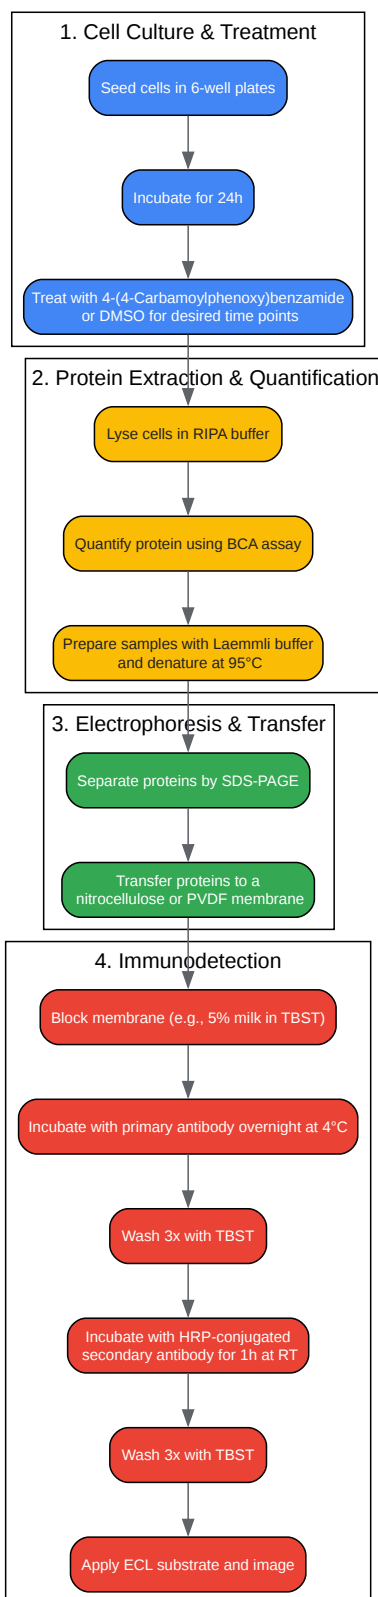 1. Cell Culture & Treatment
Seed cells in 6-well plates
Incubate for 24h
Treat with 4-(4-Carbamoylphenoxy)benzamide
or DMSO for desired time points
2. Protein Extraction & Quantification
Lyse cells in RIPA buffer
Quantify protein using BCA assay
Prepare samples with Laemmli buffer
and denature at 95°C
3. Electrophoresis & Transfer
Separate proteins by SDS-PAGE
Transfer proteins to a
nitrocellulose or PVDF membrane
4. Immunodetection
Block membrane (e.g., 5% milk in TBST)
Incubate with primary antibody overnight at 4°C
Wash 3x with TBST
Incubate with HRP-conjugated
secondary antibody for 1h at RT
Wash 3x with TBST
Apply ECL substrate and image